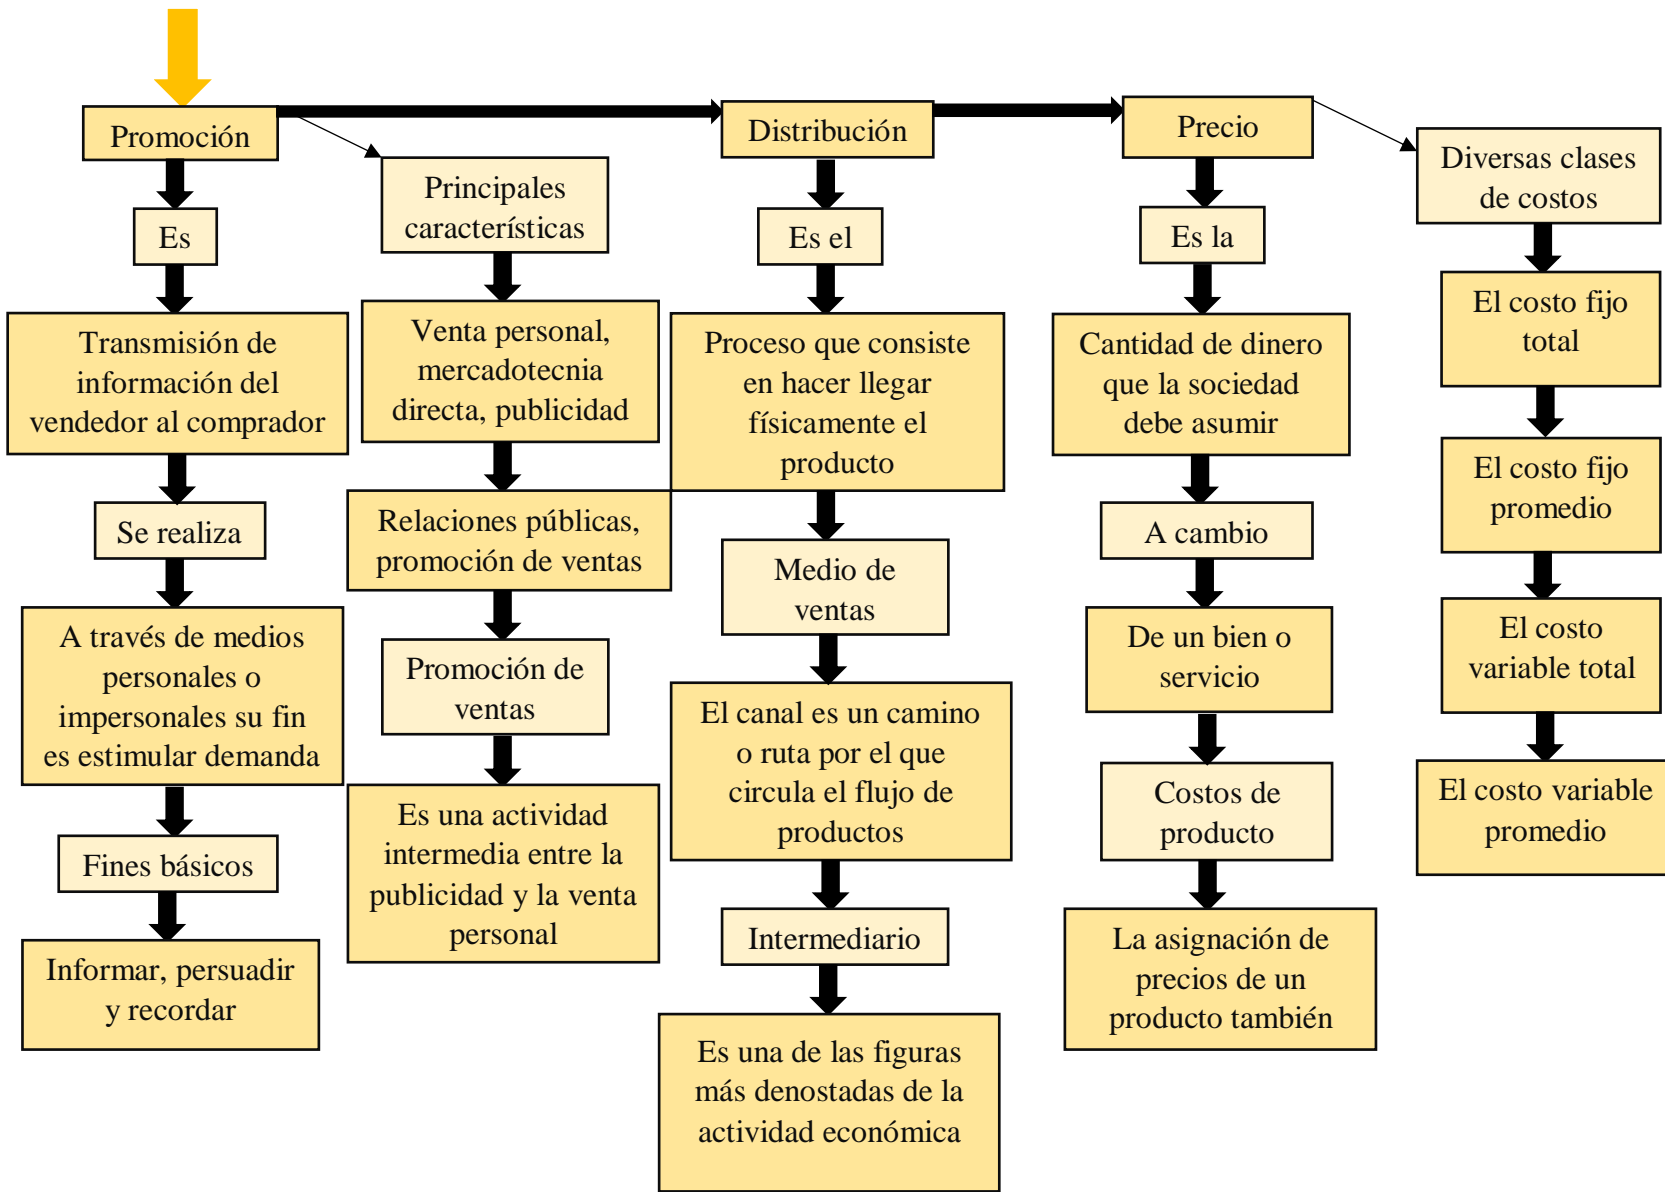 Promoción
Es
Transmisión de
información del
vendedor al comprador
Se realiza
A través de medios
personales o
impersonales su fin
es estimular demanda
Fines básicos
Informar, persuadir
y recordar
Principales
características
Venta personal,
mercadotecnia
directa, publicidad
Relaciones públicas,
promoción de ventas
Promoción de
ventas
Es una actividad
intermedia entre la
publicidad y la venta
personal
Distribución
Es el
Proceso que consiste
en hacer llegar
físicamente el
producto
Medio de
ventas
El canal es un camino
o ruta por el que
circula el flujo de
productos
Intermediario
Es una de las figuras
más denostadas de la
actividad económica
Precio
Es la
Cantidad de dinero
que la sociedad
debe asumir
A cambio
De un bien o
servicio
Costos de
producto
La asignación de
precios de un
producto también
Diversas clases
de costos
El costo fijo
total
El costo fijo
promedio
El costo
variable total
El costo variable
promedio